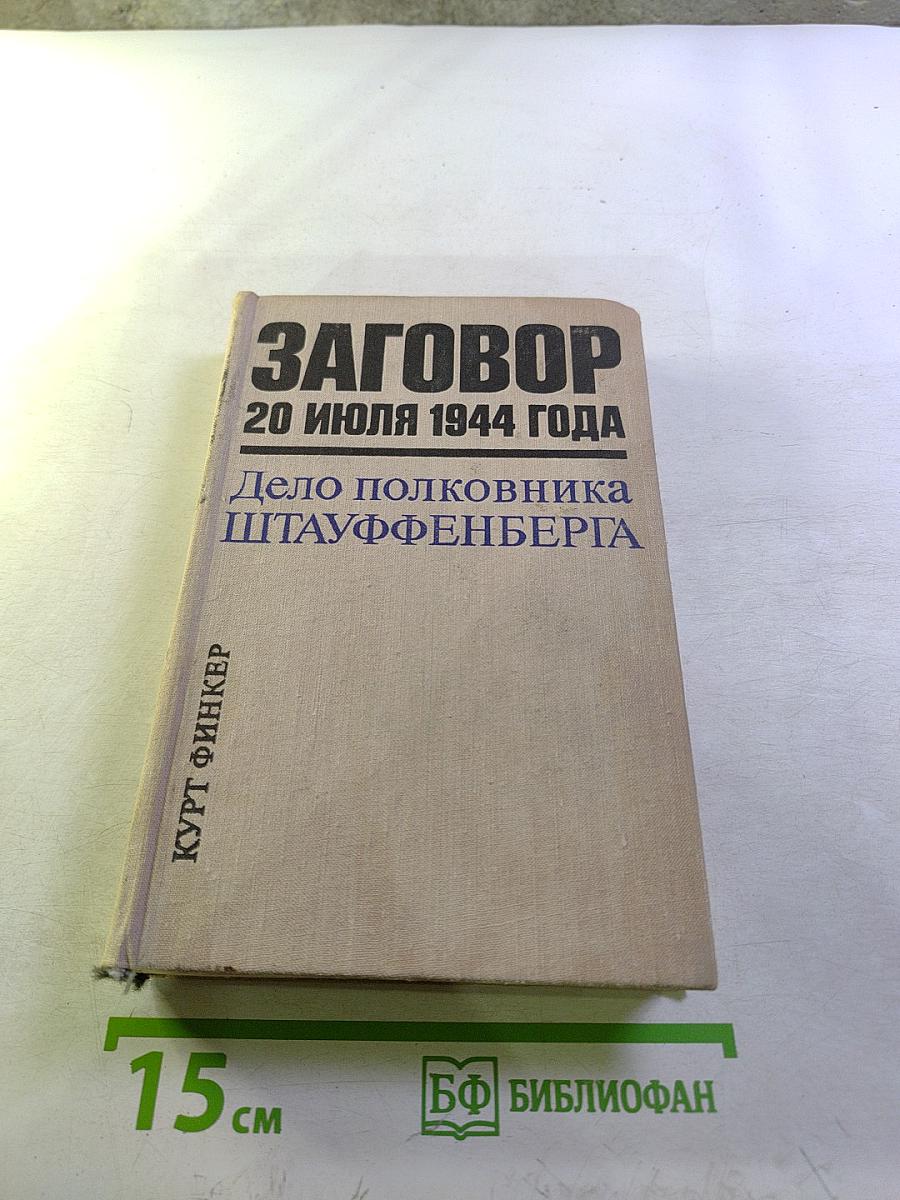 ЗАГОВОР
20 ИЮЛЯ 1944 ГОДА
Дело полковника
ШТАУФФЕНБЕРГА
КУРТ ФИНКЕР
15 см
БФ БИБЛИОФАН